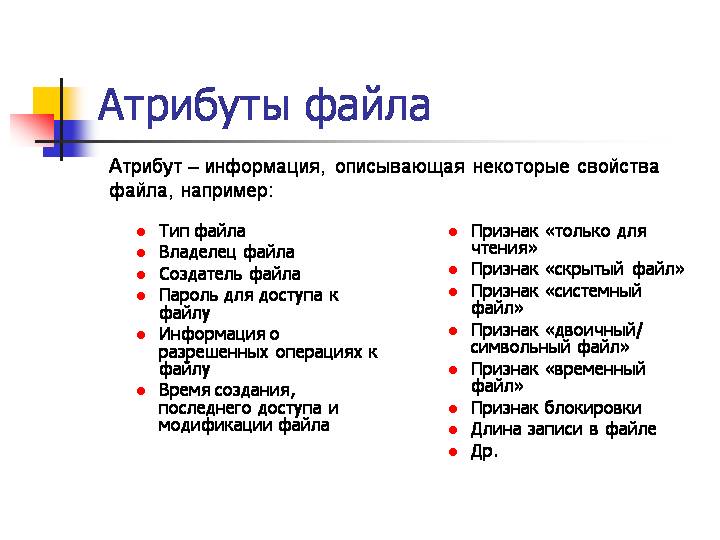 Атрибуты файла
Атрибут – информация, описывающая некоторые свойства
файла, например:
Тип файла
Владелец файла
Создатель файла
Пароль для доступа к
файлу
Информация о
разрешенных операциях к
файлу
Время создания,
последнего доступа и
модификации файла
Признак «только для
чтения»
Признак «скрытый файл»
Признак «системный
файл»
Признак «двоичный/
символьный файл»
Признак «временный
файл»
Признак блокировки
Длина записи в файле
Др.